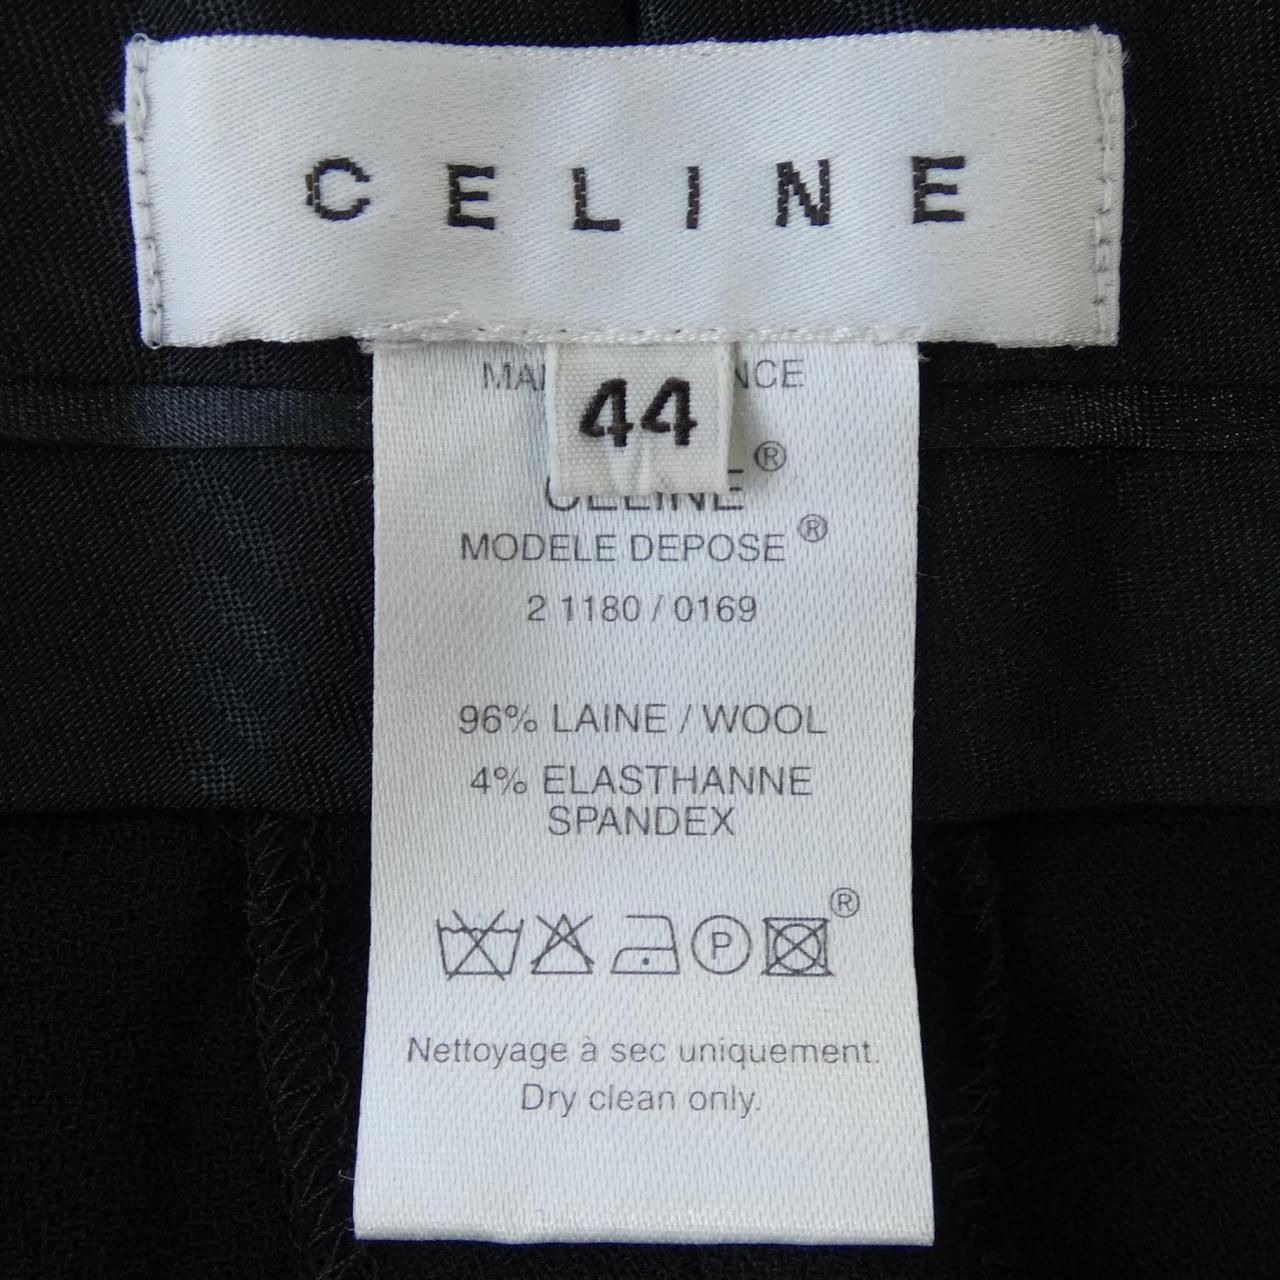 CELINE
44
CELINE®
MODELE DEPOSE®
2 1180 / 0169
96% LAINE / WOOL
4% ELASTHANNE
SPANDEX
P
®
Nettoyage à sec uniquement.
Dry clean only.